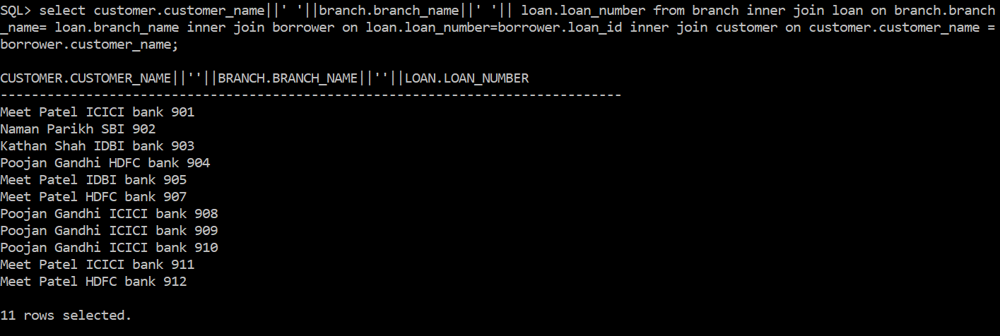 SQL> select customer.customer_name||' '||branch.branch_name||' '|| loan.loan_number from branch inner join loan on branch.branch
_name= loan.branch_name inner join borrower on loan.loan_number=borrower.loan_id inner join customer on customer.customer_name =
borrower.customer_name;
CUSTOMER.CUSTOMER_NAME||''||BRANCH.BRANCH_NAME||''||LOAN.LOAN_NUMBER
--------------------------------------------------------------------------------
Meet Patel ICICI bank 901
Naman Parikh SBI 902
Kathan Shah IDBI bank 903
Poojan Gandhi HDFC bank 904
Meet Patel IDBI bank 905
Meet Patel HDFC bank 907
Poojan Gandhi ICICI bank 908
Poojan Gandhi ICICI bank 909
Poojan Gandhi ICICI bank 910
Meet Patel ICICI bank 911
Meet Patel HDFC bank 912
11 rows selected.